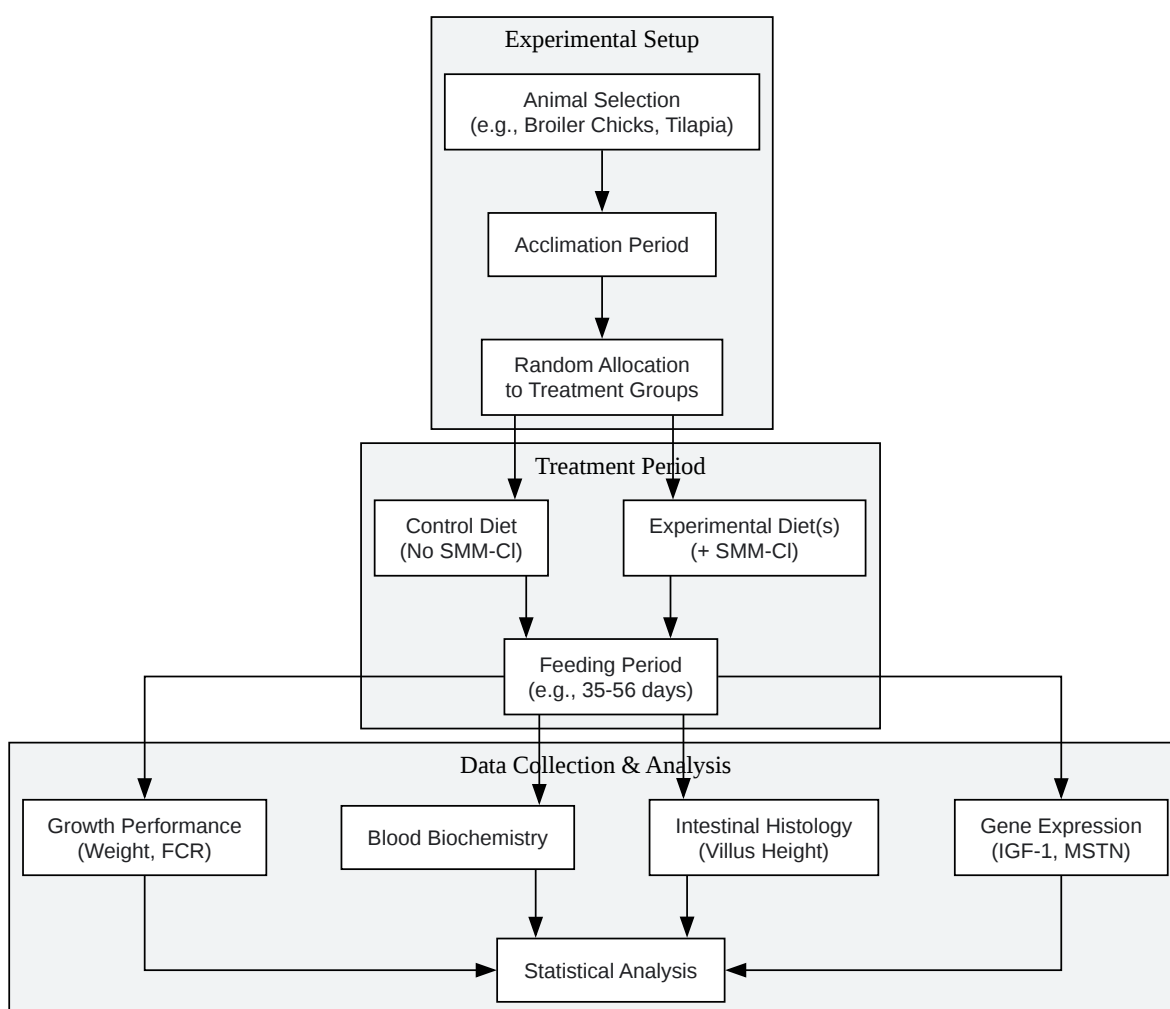 Experimental Setup
Animal Selection
(e.g., Broiler Chicks, Tilapia)
Acclimation Period
Random Allocation
to Treatment Groups
Treatment Period
Control Diet
(No SMM-Cl)
Experimental Diet(s)
(+ SMM-Cl)
Feeding Period
(e.g., 35-56 days)
Data Collection & Analysis
Growth Performance
(Weight, FCR)
Blood Biochemistry
Intestinal Histology
(Villus Height)
Gene Expression
(IGF-1, MSTN)
Statistical Analysis